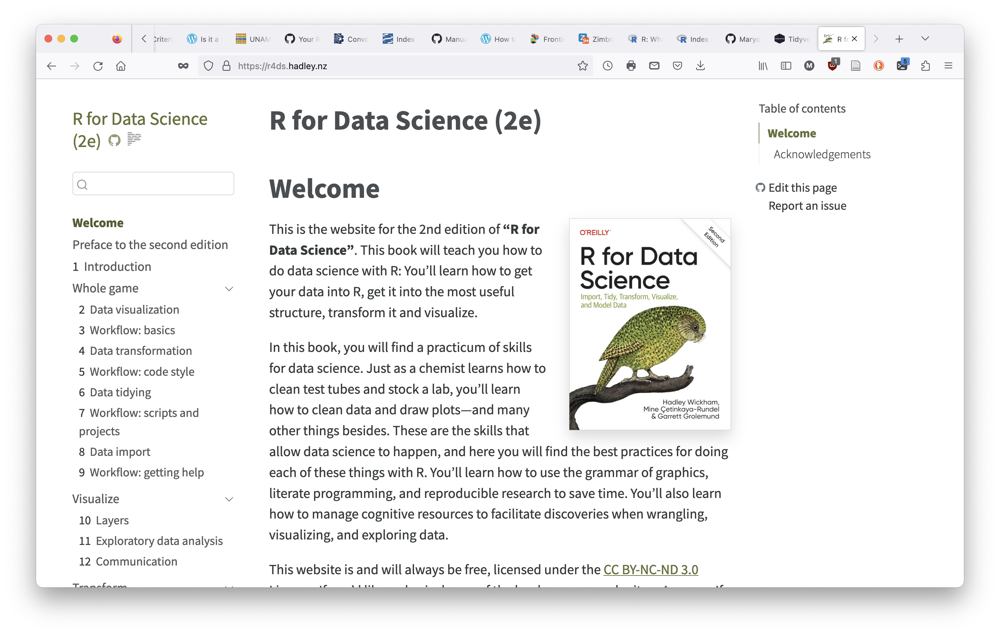 Criteri
Is it a
UNAM
Your R
Convo
Index
Manua
How to
Frontie
Zimbra
R: Wh
Index
Maryo
Tidyve
R fo
https://r4ds.hadley.nz
M
1
5
R for Data Science
(2e)
Welcome
Preface to the second edition
1 Introduction
Whole game
2 Data visualization
3 Workflow: basics
4 Data transformation
5 Workflow: code style
6 Data tidying
7 Workflow: scripts and
projects
8 Data import
9 Workflow: getting help
Visualize
10 Layers
11 Exploratory data analysis
12 Communication
Transform
R for Data Science (2e)
Welcome
This is the website for the 2nd edition of “R for
Data Science”. This book will teach you how to
do data science with R: You’ll learn how to get
your data into R, get it into the most useful
structure, transform it and visualize.
In this book, you will find a practicum of skills
for data science. Just as a chemist learns how to
clean test tubes and stock a lab, you’ll learn
how to clean data and draw plots—and many
other things besides. These are the skills that
allow data science to happen, and here you will find the best practices for doing
each of these things with R. You’ll learn how to use the grammar of graphics,
literate programming, and reproducible research to save time. You’ll also learn
how to manage cognitive resources to facilitate discoveries when wrangling,
visualizing, and exploring data.
This website is and will always be free, licensed under the CC BY-NC-ND 3.0
O'REILLY®
Second
Edition
R for Data
Science
Import, Tidy, Transform, Visualize,
and Model Data
Hadley Wickham,
Mine Çetinkaya-Rundel
& Garrett Grolemund
Table of contents
Welcome
Acknowledgements
Edit this page
Report an issue